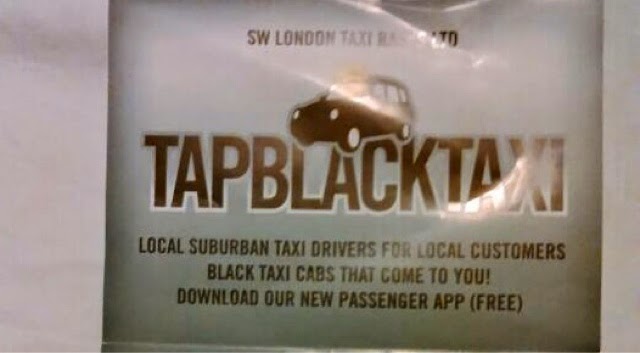 SW LONDON TAXI LTD
TAPBLACKTAXI
LOCAL SUBURBAN TAXI DRIVERS FOR LOCAL CUSTOMERS
BLACK TAXI CABS THAT COME TO YOU!
DOWNLOAD OUR NEW PASSENGER APP (FREE)